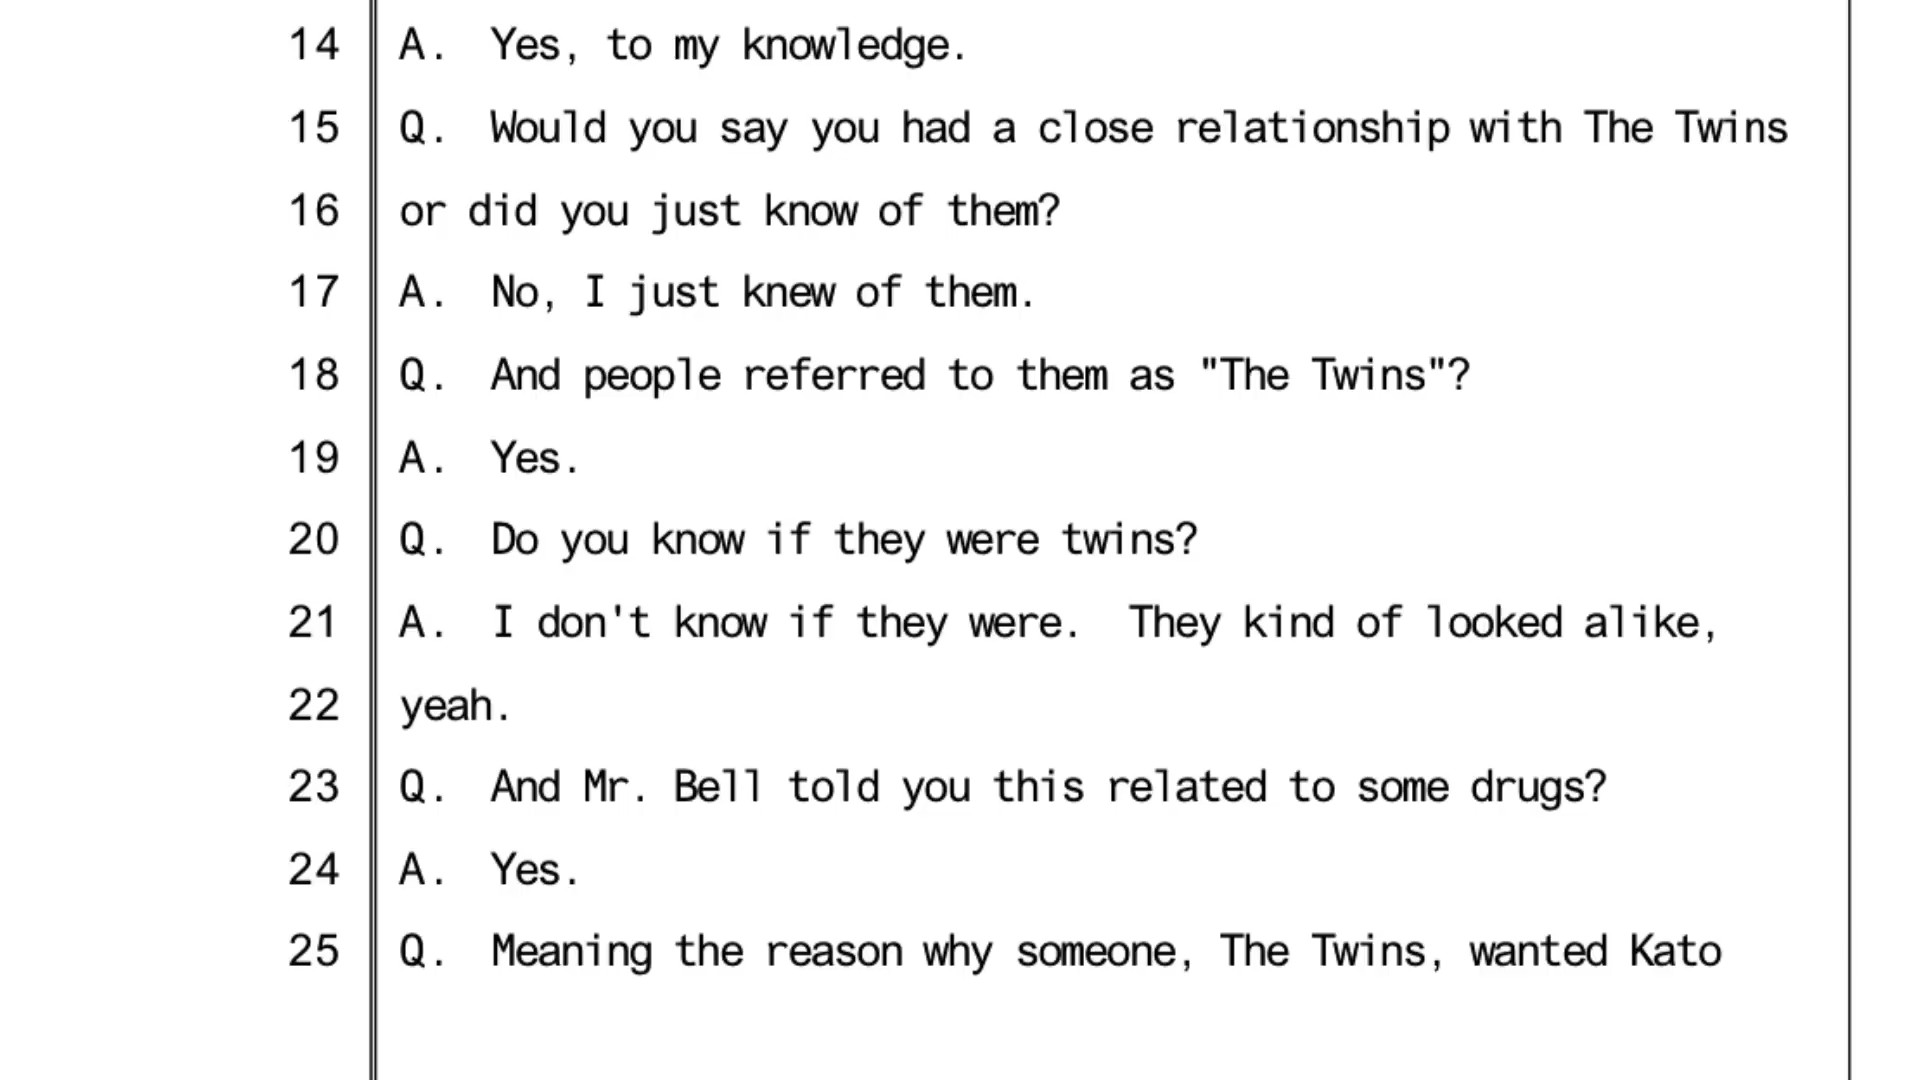 14 A. Yes, to my knowledge.
15 Q. Would you say you had a close relationship with The Twins
16 or did you just know of them?
17 A. No, I just knew of them.
18 Q. And people referred to them as "The Twins"?
19 A. Yes.
20 Q. Do you know if they were twins?
21 A. I don't know if they were. They kind of looked alike,
22 yeah.
23 Q. And Mr. Bell told you this related to some drugs?
24 A. Yes.
25 Q. Meaning the reason why someone, The Twins, wanted Kato